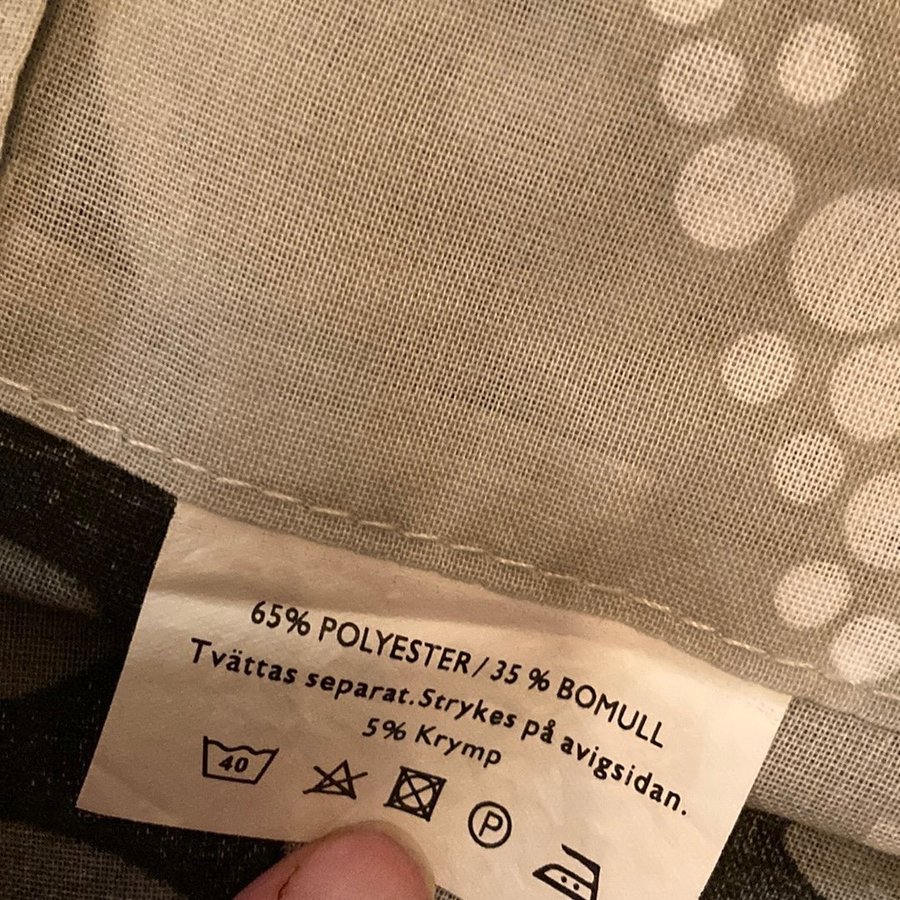 65% POLYESTER/35 % BOMULL
Tvättas separat.Strykes på avigsidan.
5% Krymp
40
P